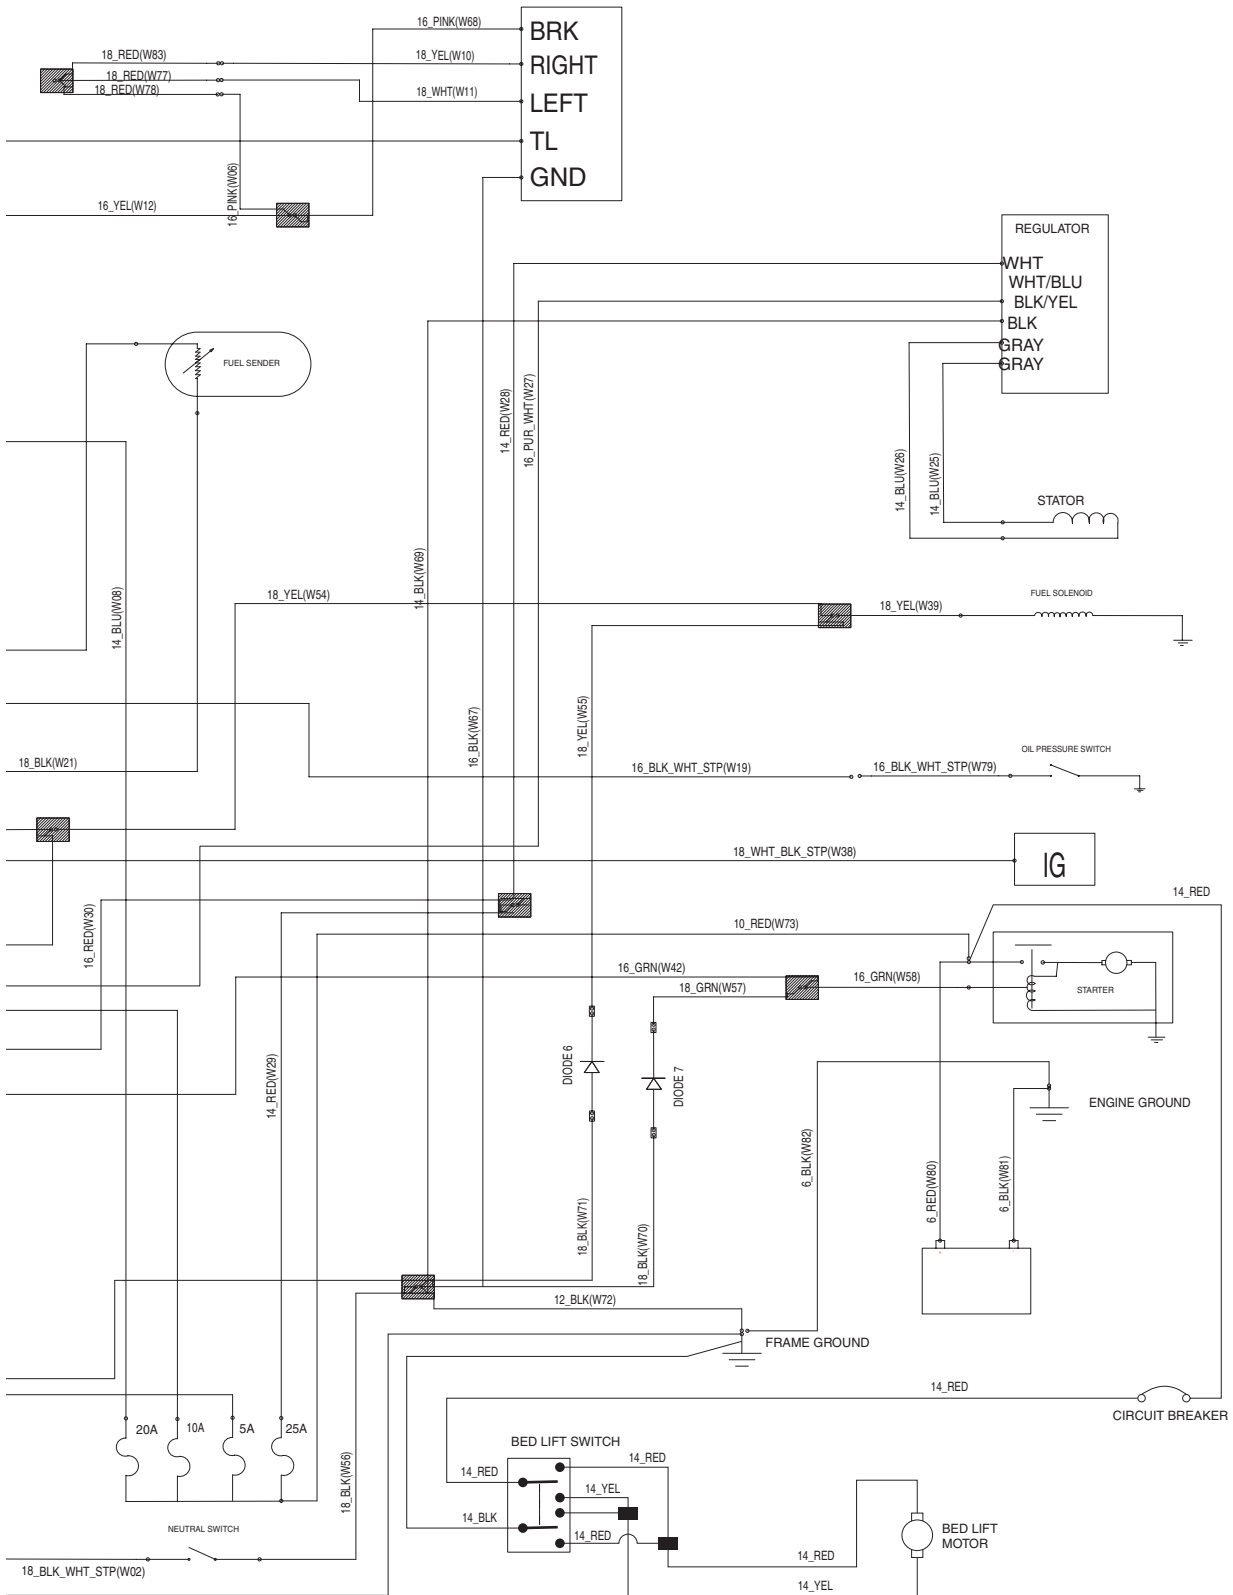 16_PINK(W68)
BRK
18_RED(W83)
18_YEL(W10)
RIGHT
18_RED(W77)
18_RED(W78)
18_WHT(W11)
LEFT
TL
16_PINK(W06)
GND
16_YEL(W12)
REGULATOR
WHT
WHT/BLU
BLK/YEL
BLK
GRAY
GRAY
FUEL SENDER
14_RED(W28)
16_PUR_WHT(W27)
14_BLU(W26)
14_BLU(W25)
STATOR
14_BLK(W69)
18_YEL(W54)
14_BLU(W08)
18_YEL(W39)
FUEL SOLENOID
16_BLK(W67)
18_YEL(W55)
18_BLK(W21)
16_BLK_WHT_STP(W19)
16_BLK_WHT_STP(W79)
OIL PRESSURE SWITCH
18_WHT_BLK_STP(W38)
IG
14_RED
16_RED(W30)
10_RED(W73)
16_GRN(W42)
18_GRN(W57)
16_GRN(W58)
STARTER
14_RED(W29)
DIODE 6
DIODE 7
ENGINE GROUND
6_BLK(W82)
6_RED(W80)
6_BLK(W81)
18_BLK(W71)
18_BLK(W70)
12_BLK(W72)
FRAME GROUND
14_RED
CIRCUIT BREAKER
20A
10A
5A
25A
18_BLK(W56)
BED LIFT SWITCH
14_RED
14_RED
14_YEL
14_BLK
14_RED
NEUTRAL SWITCH
BED LIFT
MOTOR
14_RED
18_BLK_WHT_STP(W02)
14_YEL